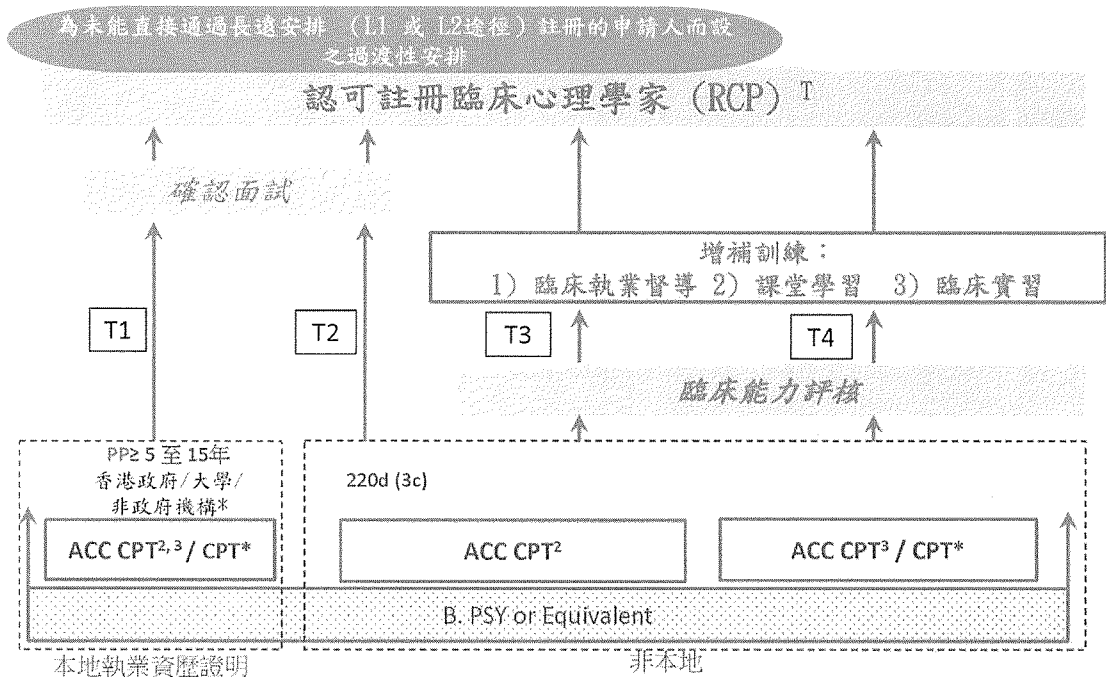 為未能直接通過長遠安排 (L1 或 L2途徑) 註冊的申請人而設
之過渡性安排
認可註冊臨床心理學家 (RCP) T
確認面試
增補訓練：
1) 臨床執業督導 2) 課堂學習 3) 臨床實習
T1
T2
T3
T4
臨床能力評核
PP≥ 5 至 15年
香港政府/大學/
非政府機構*
220d (3c)
ACC CPT2, 3 / CPT*
ACC CPT2
ACC CPT3 / CPT*
B. PSY or Equivalent
本地執業資歷證明
非本地